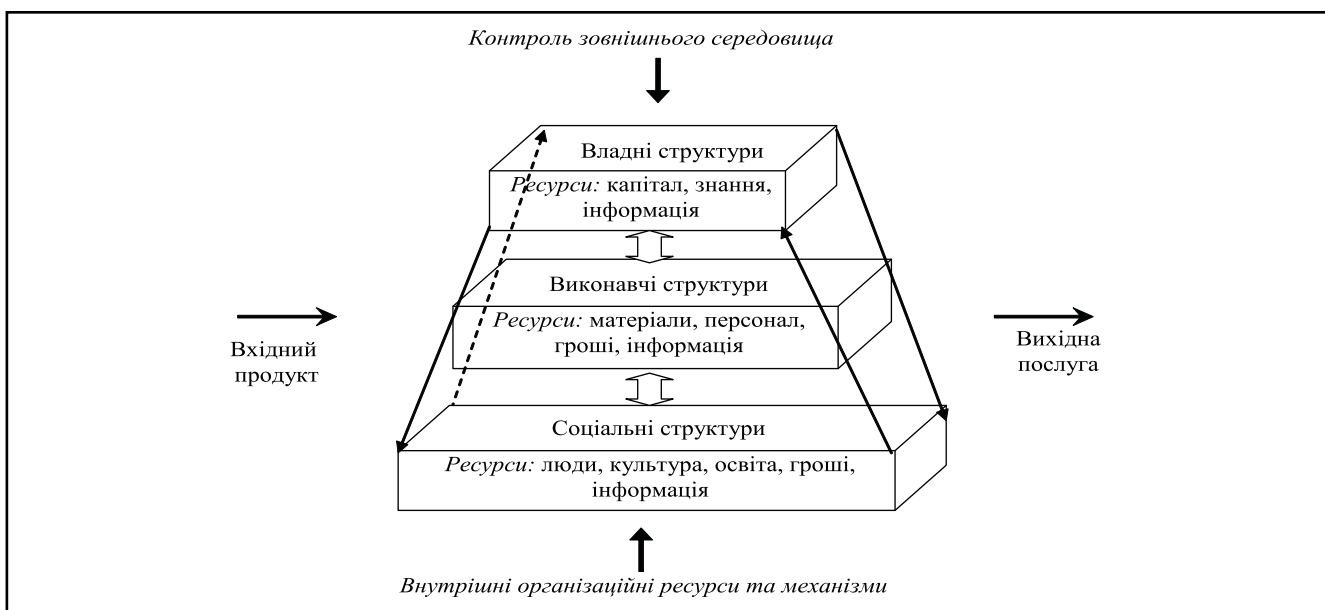 Контроль зовнішнього середовища
Владні структури
Ресурси: капітал, знання,
інформація
Виконавчі структури
Ресурси: матеріали, персонал,
гроші, інформація
Вхідний
продукт
Вихідна
послуга
Соціальні структури
Ресурси: люди, культура, освіта, гроші,
інформація
Внутрішні організаційні ресурси та механізми